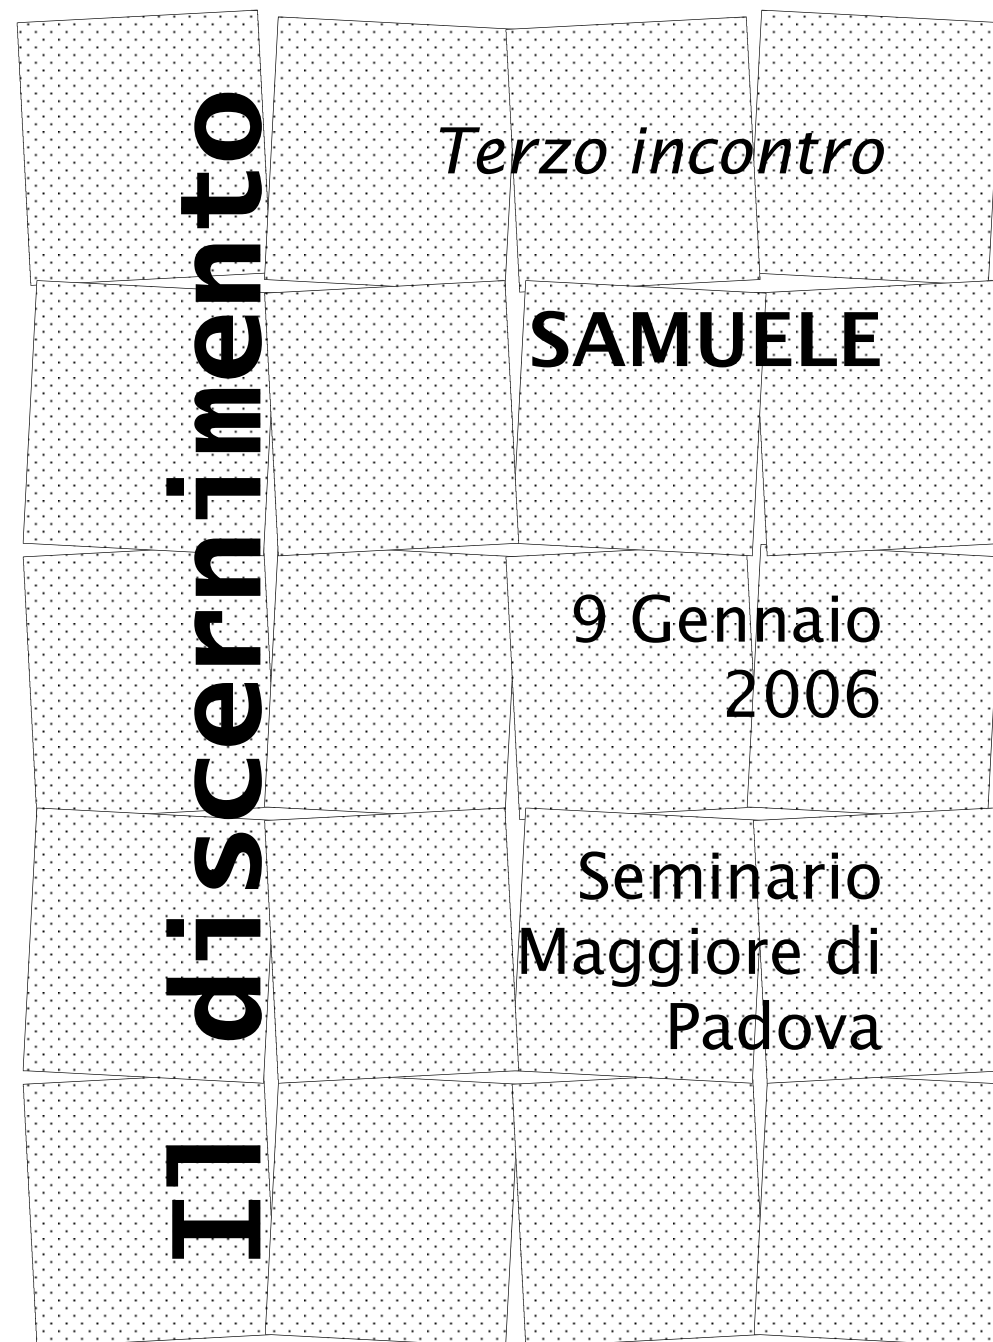 Il discernimento
Terzo incontro
SAMUELE
9 Gennaio
2006
Seminario
Maggiore di
Padova